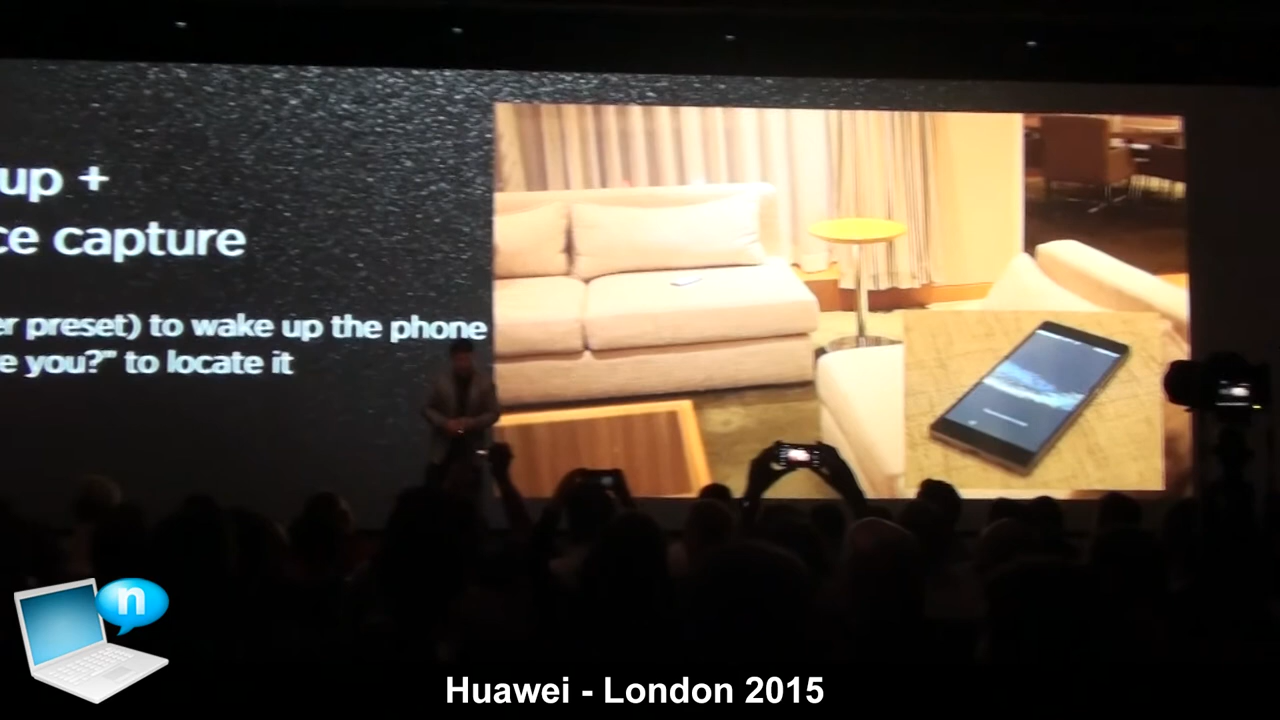 up +
ce capture
er preset) to wake up the phone
e you?" to locate it
n
Huawei - London 2015